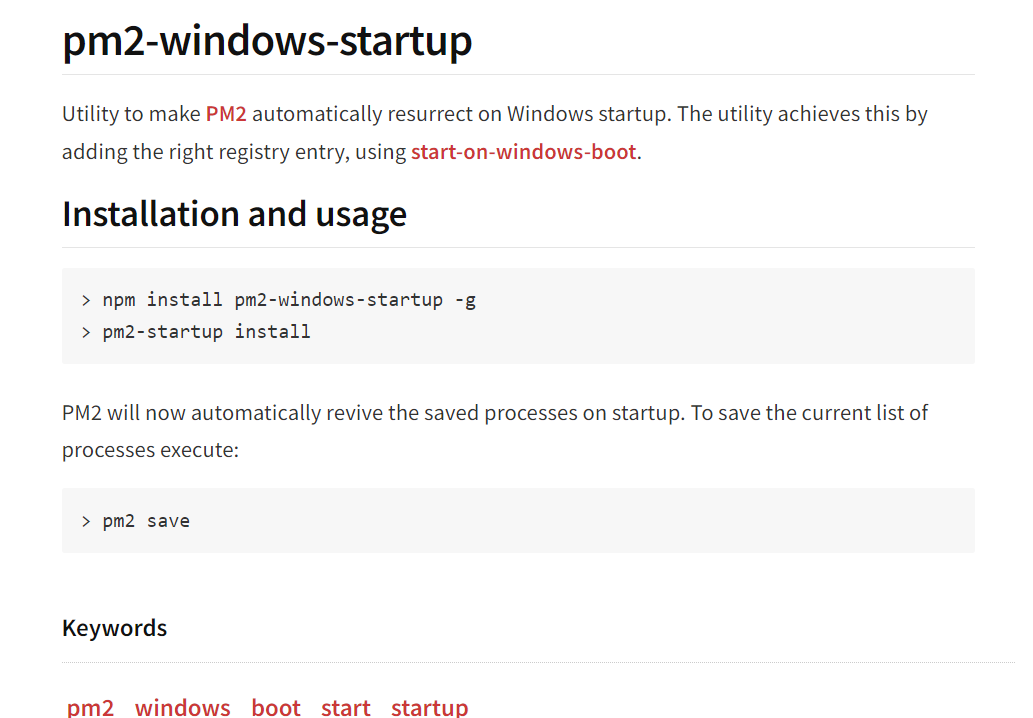 pm2-windows-startup
Utility to make PM2 automatically resurrect on Windows startup. The utility achieves this by
adding the right registry entry, using start-on-windows-boot.
Installation and usage
> npm install pm2-windows-startup -g
> pm2-startup install
PM2 will now automatically revive the saved processes on startup. To save the current list of
processes execute:
> pm2 save
Keywords
pm2 windows boot start startup